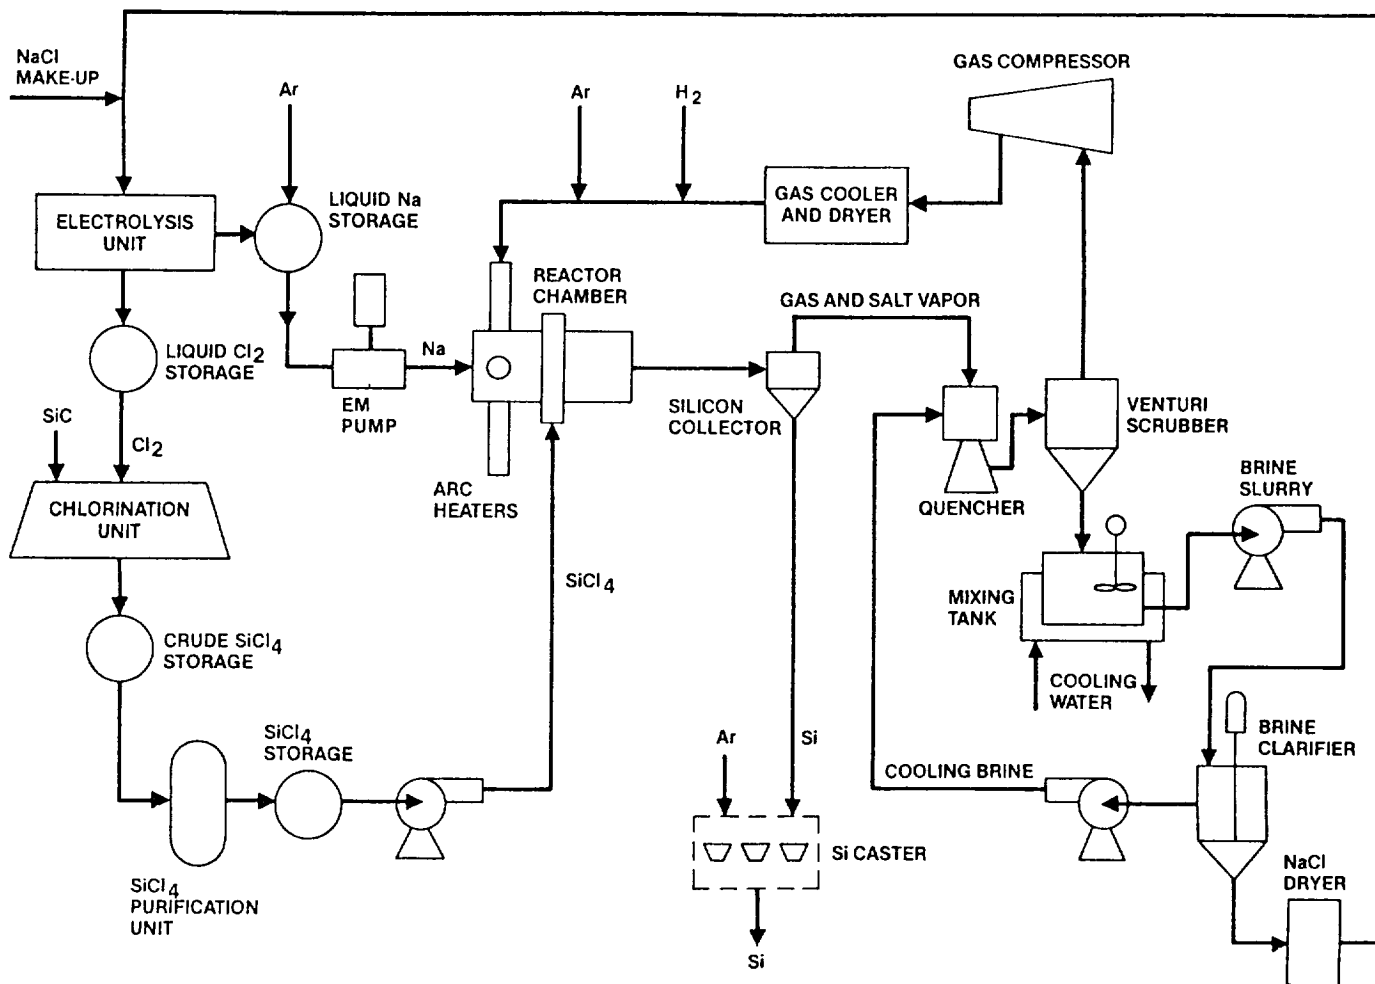 NaCl
MAKE-UP
Ar
Ar
H2
GAS COMPRESSOR
ELECTROLYSIS
UNIT
LIQUID Na
STORAGE
GAS COOLER
AND DRYER
REACTOR
CHAMBER
GAS AND SALT VAPOR
LIQUID Cl2
STORAGE
Na
EM
PUMP
SILICON
COLLECTOR
VENTURI
SCRUBBER
SiC
Cl2
CHLORINATION
UNIT
ARC
HEATERS
QUENCHER
BRINE
SLURRY
SiCl4
MIXING
TANK
CRUDE SiCl4
STORAGE
COOLING
WATER
SiCl4
STORAGE
Ar
Si
BRINE
CLARIFIER
COOLING BRINE
Si CASTER
NaCl
DRYER
SiCl4
PURIFICATION
UNIT
Si